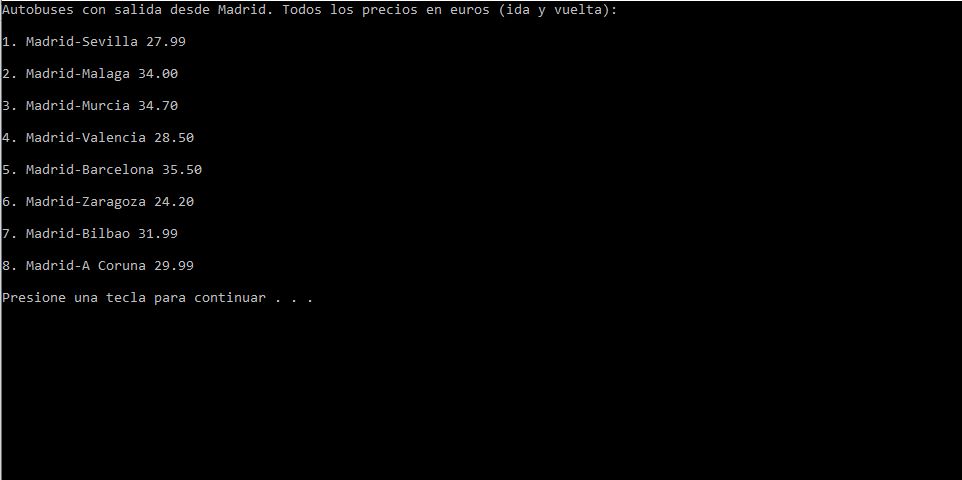 Autobuses con salida desde Madrid. Todos los precios en euros (ida y vuelta):
1. Madrid-Sevilla 27.99
2. Madrid-Malaga 34.00
3. Madrid-Murcia 34.70
4. Madrid-Valencia 28.50
5. Madrid-Barcelona 35.50
6. Madrid-Zaragoza 24.20
7. Madrid-Bilbao 31.99
8. Madrid-A Coruna 29.99
Presione una tecla para continuar . . .